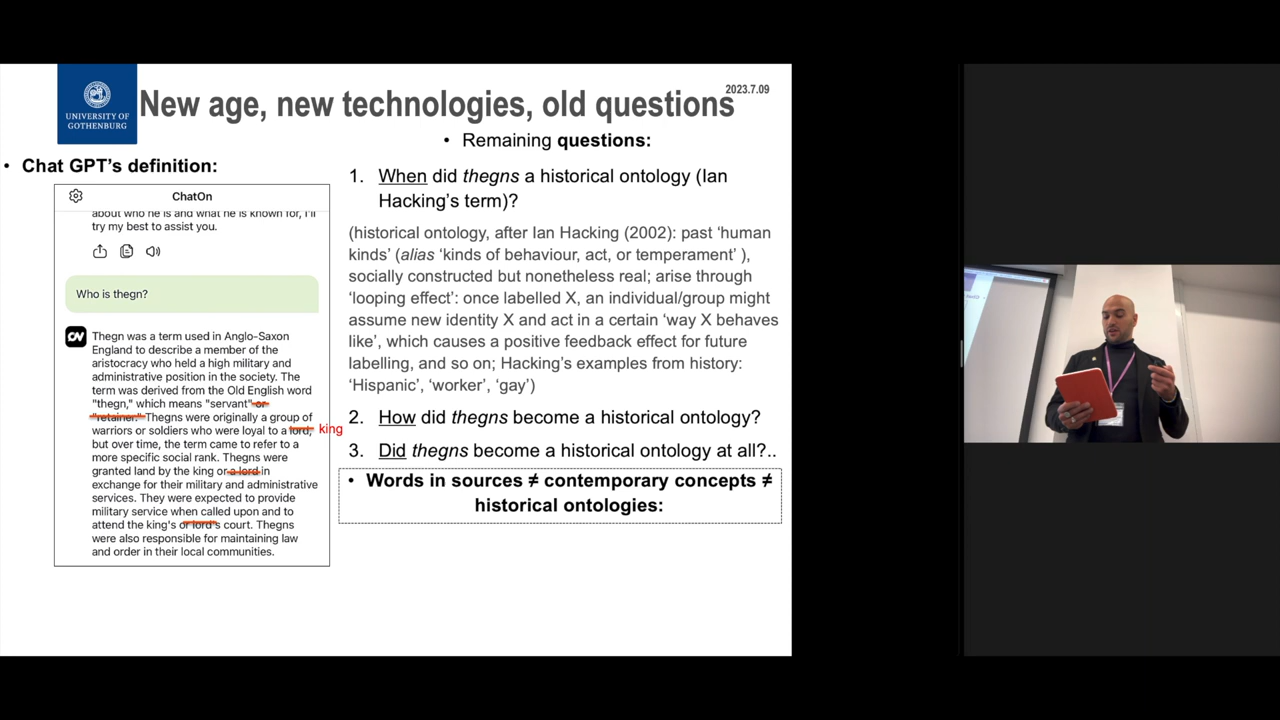 UNIVERSITY OF
GOTHENBURG
New age, new technologies, old questions
2023.7.09
• Chat GPT's definition:
ChatOn
about who he is and what he is known for, I'll
try my best to assist you.
Who is thegn?
Thegn was a term used in Anglo-Saxon
England to describe a member of the
aristocracy who held a high military and
administrative position in the society. The
term was derived from the Old English word
"thegn," which means "servant" or
"retainer." Thegns were originally a group of
warriors or soldiers who were loyal to a lord, king
but over time, the term came to refer to a
more specific social rank. Thegns were
granted land by the king or a lord in
exchange for their military and administrative
services. They were expected to provide
military service when called upon and to
attend the king's or lord's court. Thegns
were also responsible for maintaining law
and order in their local communities.
• Remaining questions:
1. When did thegns a historical ontology (Ian
Hacking's term)?
(historical ontology, after Ian Hacking (2002): past 'human
kinds' (alias 'kinds of behaviour, act, or temperament' ),
socially constructed but nonetheless real; arise through
'looping effect': once labelled X, an individual/group might
assume new identity X and act in a certain 'way X behaves
like', which causes a positive feedback effect for future
labelling, and so on; Hacking's examples from history:
'Hispanic', 'worker', 'gay')
2. How did thegns become a historical ontology?
3. Did thegns become a historical ontology at all?..
• Words in sources ≠ contemporary concepts ≠
historical ontologies: